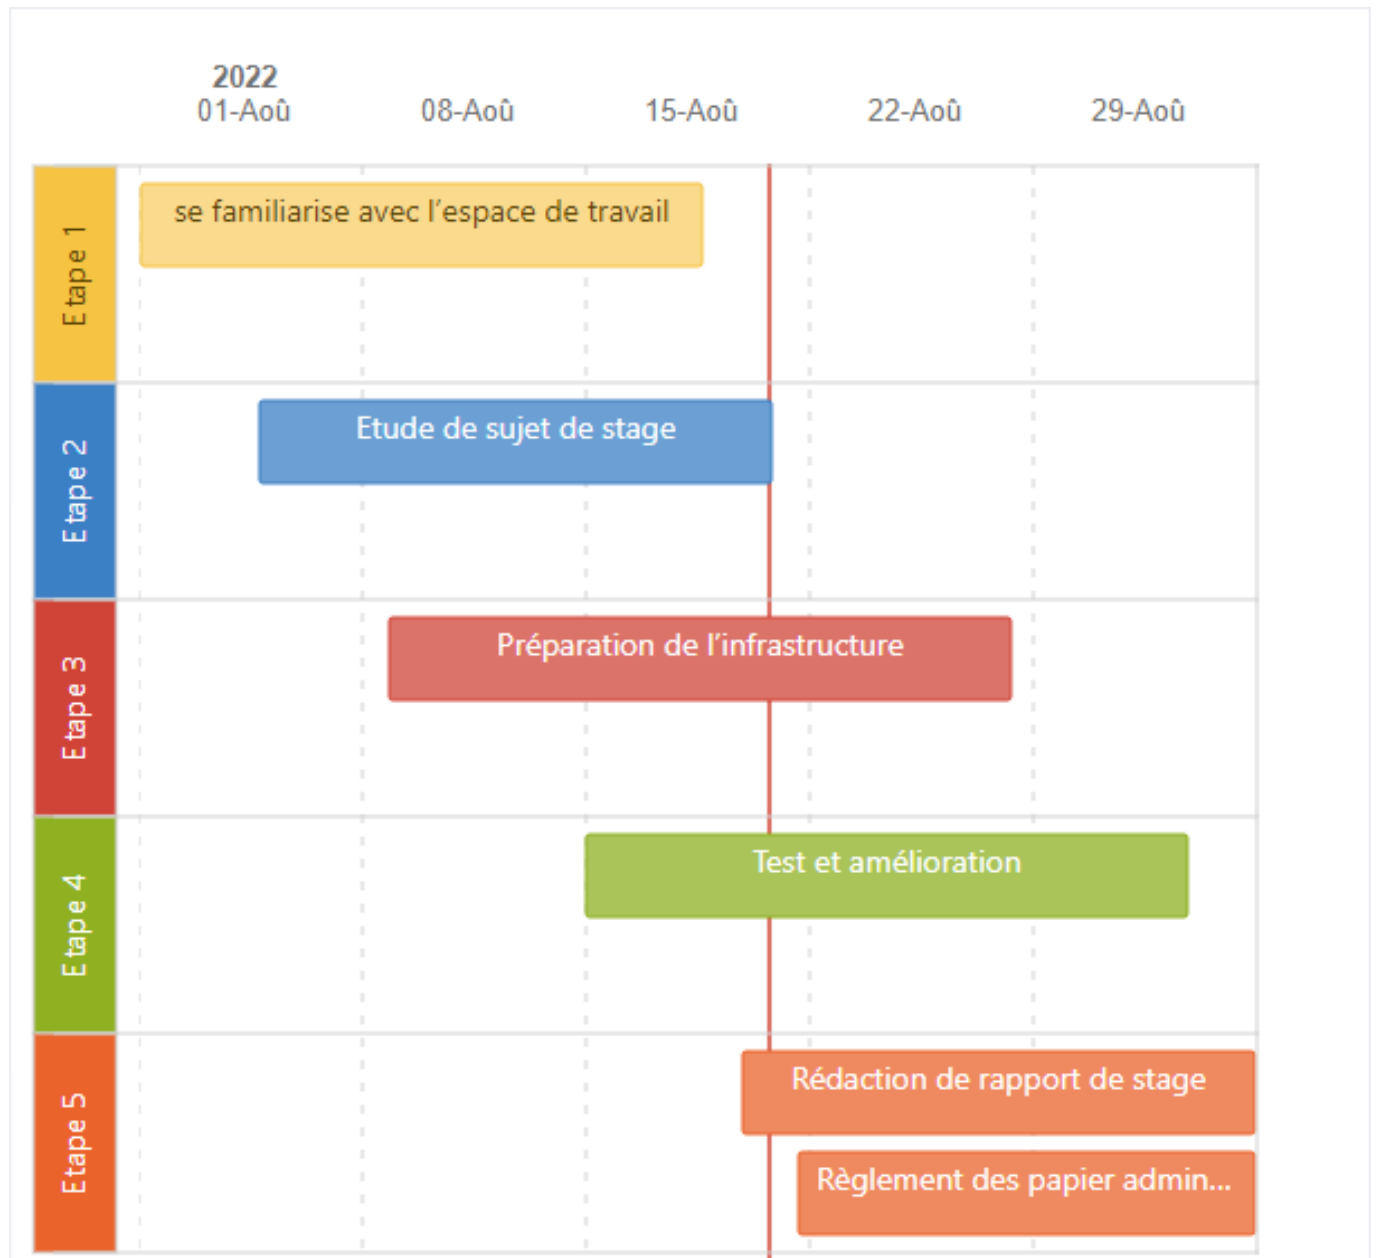 2022
01-Aoû 08-Aoû 15-Aoû 22-Aoû 29-Aoû
Etape 1
se familiarise avec l’espace de travail
Etape 2
Etude de sujet de stage
Etape 3
Préparation de l’infrastructure
Etape 4
Test et amélioration
Etape 5
Rédaction de rapport de stage
Règlement des papier admin...